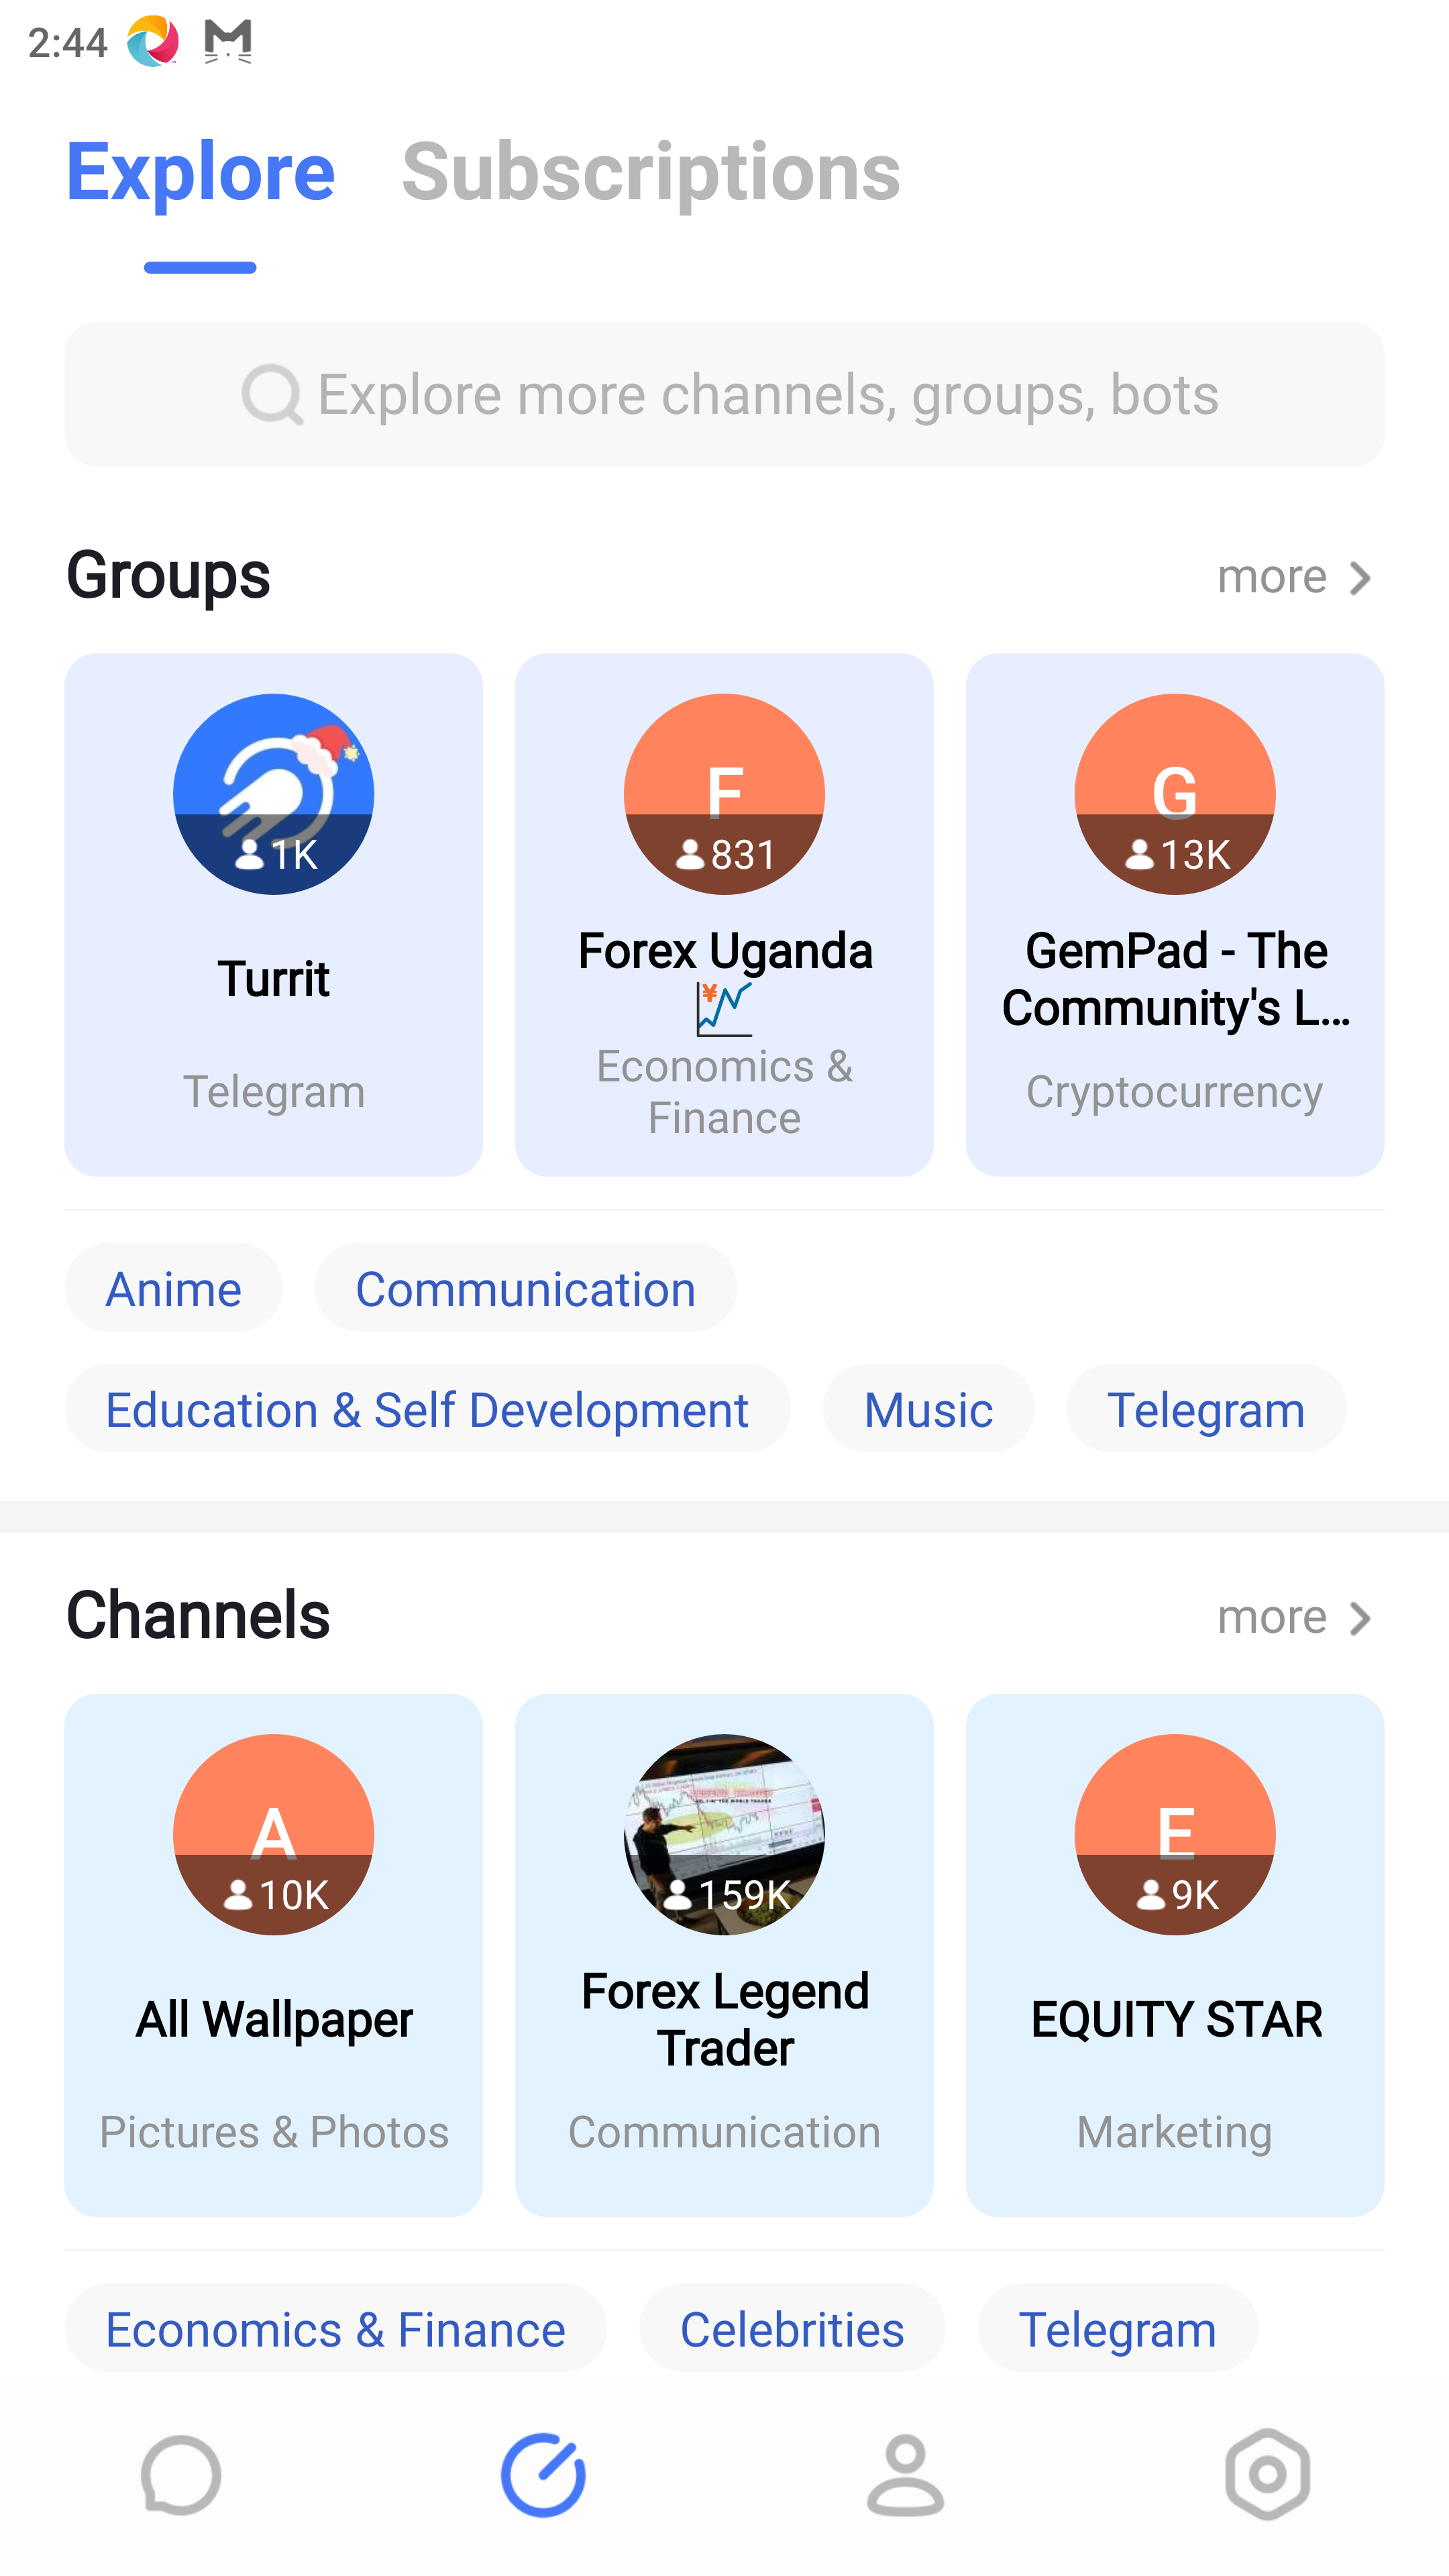 2:44
Explore Subscriptions
Explore more channels, groups, bots
Groups more
1K 831 13K
Turrit
Telegram
Forex Uganda
💹
Economics &
Finance
GemPad - The
Community's L...
Cryptocurrency
Anime Communication
Education & Self Development Music Telegram
Channels more
10K 159K 9K
All Wallpaper
Pictures & Photos
Forex Legend
Trader
Communication
EQUITY STAR
Marketing
Economics & Finance Celebrities Telegram